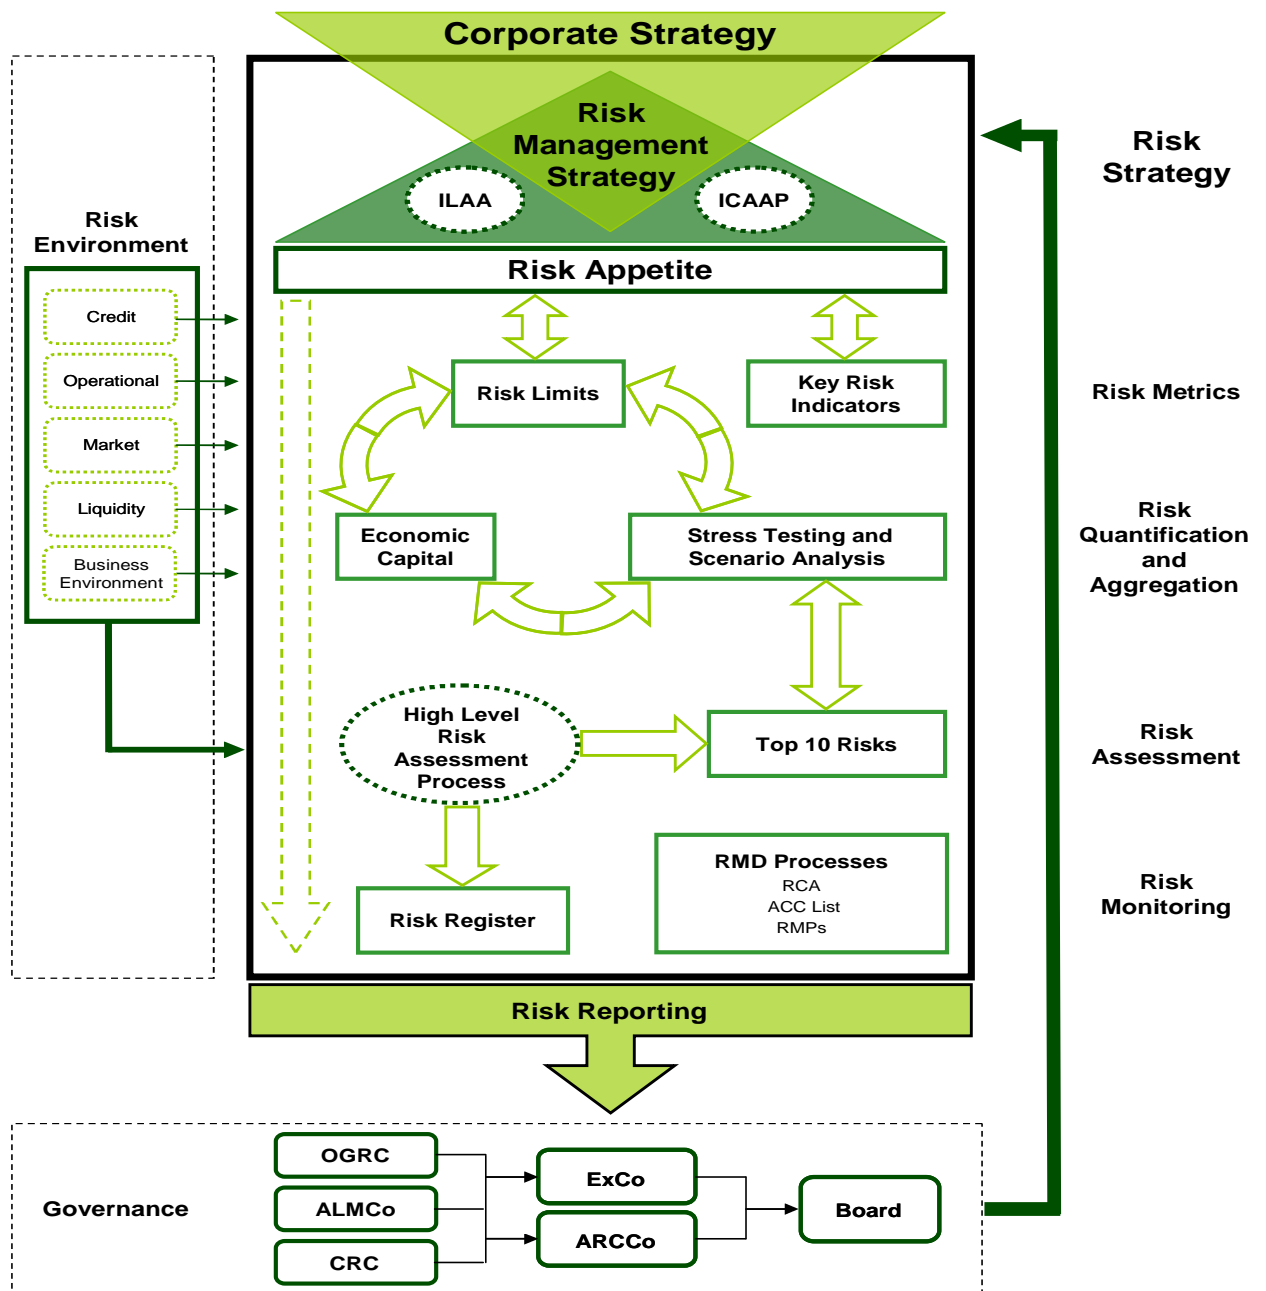 Corporate Strategy
Risk
Management
Strategy
ILAA
ICAAP
Risk
Strategy
Risk
Environment
Risk Appetite
Credit
Operational
Market
Liquidity
Business
Environment
Risk Limits
Key Risk
Indicators
Risk Metrics
Economic
Capital
Stress Testing and
Scenario Analysis
Risk
Quantification
and
Aggregation
High Level
Risk
Assessment
Process
Top 10 Risks
Risk
Assessment
RMD Processes
RCA
ACC List
RMPs
Risk Register
Risk
Monitoring
Risk Reporting
Governance
OGRC
ALMCo
CRC
ExCo
ARCCo
Board